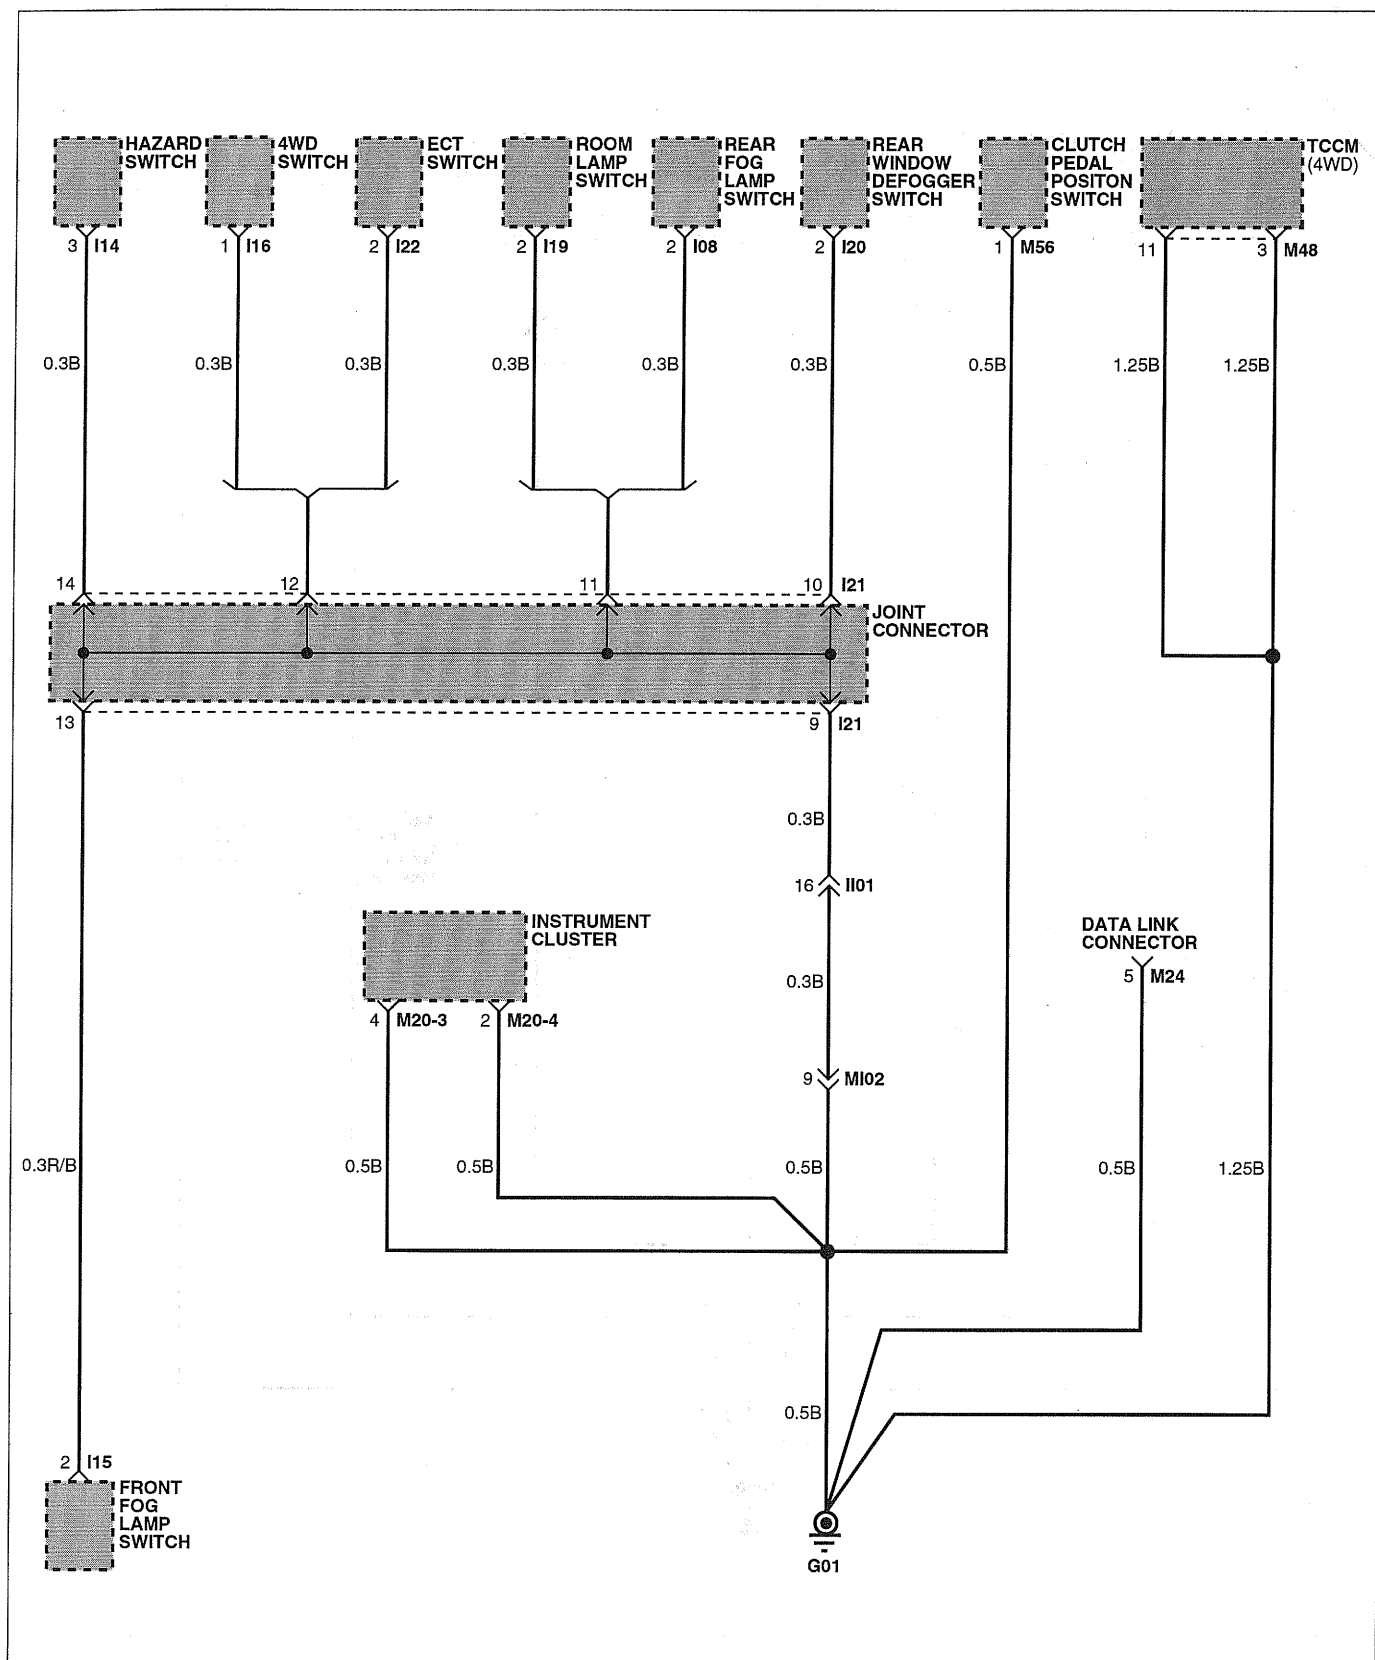 HAZARD
SWITCH
4WD
SWITCH
ECT
SWITCH
ROOM
LAMP
SWITCH
REAR
FOG
LAMP
SWITCH
REAR
WINDOW
DEFOGGER
SWITCH
CLUTCH
PEDAL
POSITON
SWITCH
TCCM
(4WD)
3 I14
1 I16
2 I22
2 I19
2 I08
2 I20
1 M56
11
3 M48
0.3B
0.3B
0.3B
0.3B
0.3B
0.3B
0.5B
1.25B
1.25B
14
12
11
10 I21
JOINT
CONNECTOR
13
9 I21
0.3B
16 II01
INSTRUMENT
CLUSTER
DATA LINK
CONNECTOR
5 M24
0.3B
4 M20-3
2 M20-4
9 MI02
0.3R/B
0.5B
0.5B
0.5B
0.5B
1.25B
0.5B
2 I15
FRONT
FOG
LAMP
SWITCH
G01